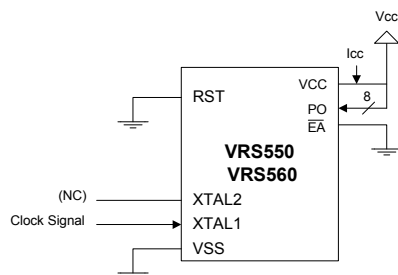 Vcc
Icc
VCC
RST
8
PO
EA
VRS550
VRS560
(NC)
XTAL2
Clock Signal
XTAL1
VSS